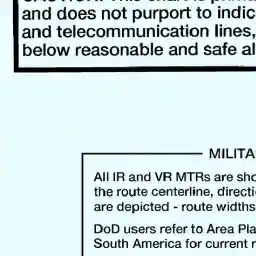 and does not purport to indic
and telecommunication lines,
below reasonable and safe al
MILITA
All IR and VR MTRs are sho
the route centerline, directi
are depicted - route widths
DoD users refer to Area Pla
South America for current r